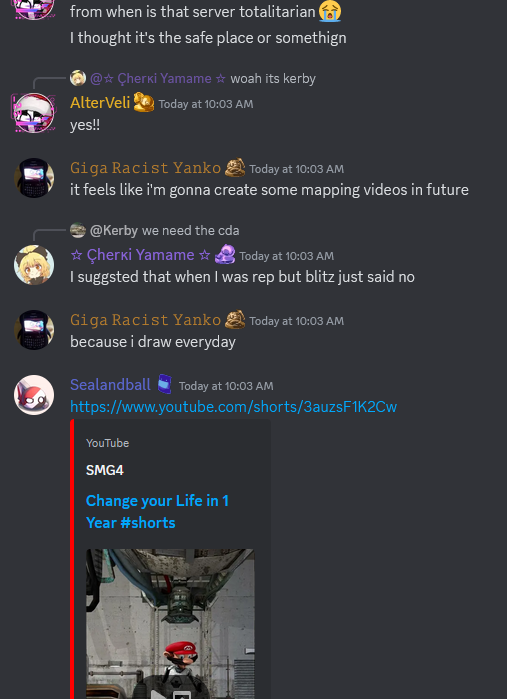 from when is that server totalitarian 😭
I thought it's the safe place or somethign
@☆ Çherкi Yamame ☆ woah its kerby
AlterVeli Today at 10:03 AM
yes!!
Giga Racist Yanko Today at 10:03 AM
it feels like i'm gonna create some mapping videos in future
@Kerby we need the cda
☆ Çherкi Yamame ☆ Today at 10:03 AM
I suggsted that when I was rep but blitz just said no
Giga Racist Yanko Today at 10:03 AM
because i draw everyday
Sealandball Today at 10:03 AM
https://www.youtube.com/shorts/3auzsF1K2Cw
YouTube
SMG4
Change your Life in 1
Year #shorts